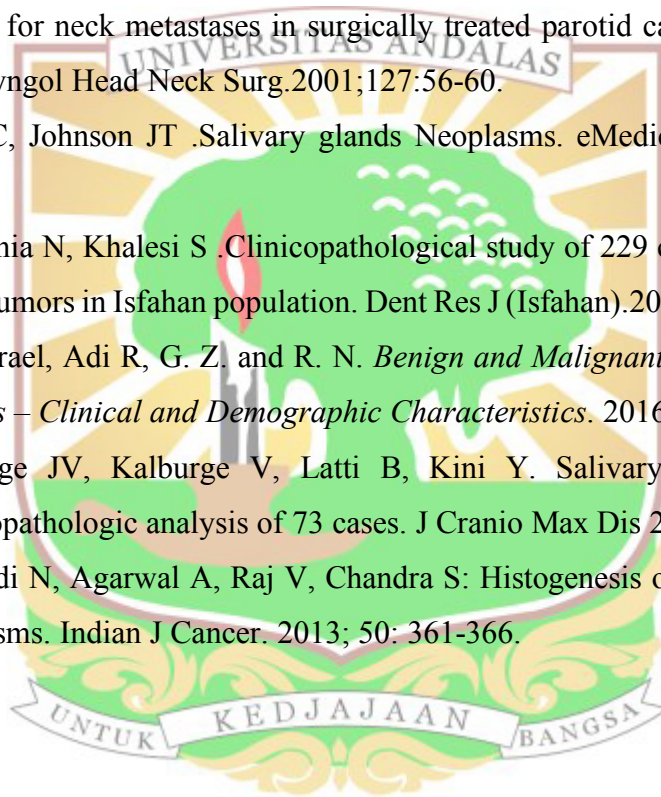 for neck metastases in surgically treated parotid ca
UNIVERSITAS ANDALAS
yngol Head Neck Surg.2001;127:56-60.
C, Johnson JT .Salivary glands Neoplasms. eMedic
nia N, Khalesi S .Clinicopathological study of 229
umors in Isfahan population. Dent Res J (Isfahan).20
rael, Adi R, G. Z. and R. N. Benign and Malignant
s – Clinical and Demographic Characteristics. 2016
ge JV, Kalburge V, Latti B, Kini Y. Salivary
opathologic analysis of 73 cases. J Cranio Max Dis 2
di N, Agarwal A, Raj V, Chandra S: Histogenesis o
sms. Indian J Cancer. 2013; 50: 361-366.
UNTUK KEDJAJAAN BANGSA